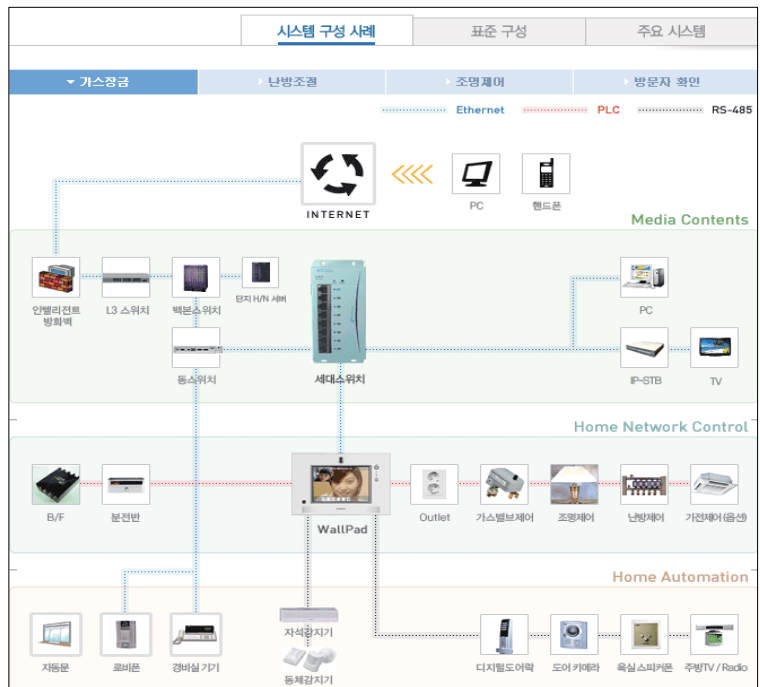 시스템 구성 사례
표준 구성
주요 시스템
가스잠금
난방조절
조명제어
방문자 확인
Ethernet
PLC
RS-485
INTERNET
PC
핸드폰
Media Contents
인텔리전트
방화벽
L3 스위치
백본스위치
단지 H/N 서버
세대스위치
PC
동스위치
IP-STB
TV
Home Network Control
B/F
분전반
WallPad
Outlet
가스밸브제어
조명제어
난방제어
가전제어(옵션)
Home Automation
자동문
로비폰
경비실 기기
자석감지기
동체감지기
디지털도어락
도어 카메라
욕실스피커폰
주방TV / Radio